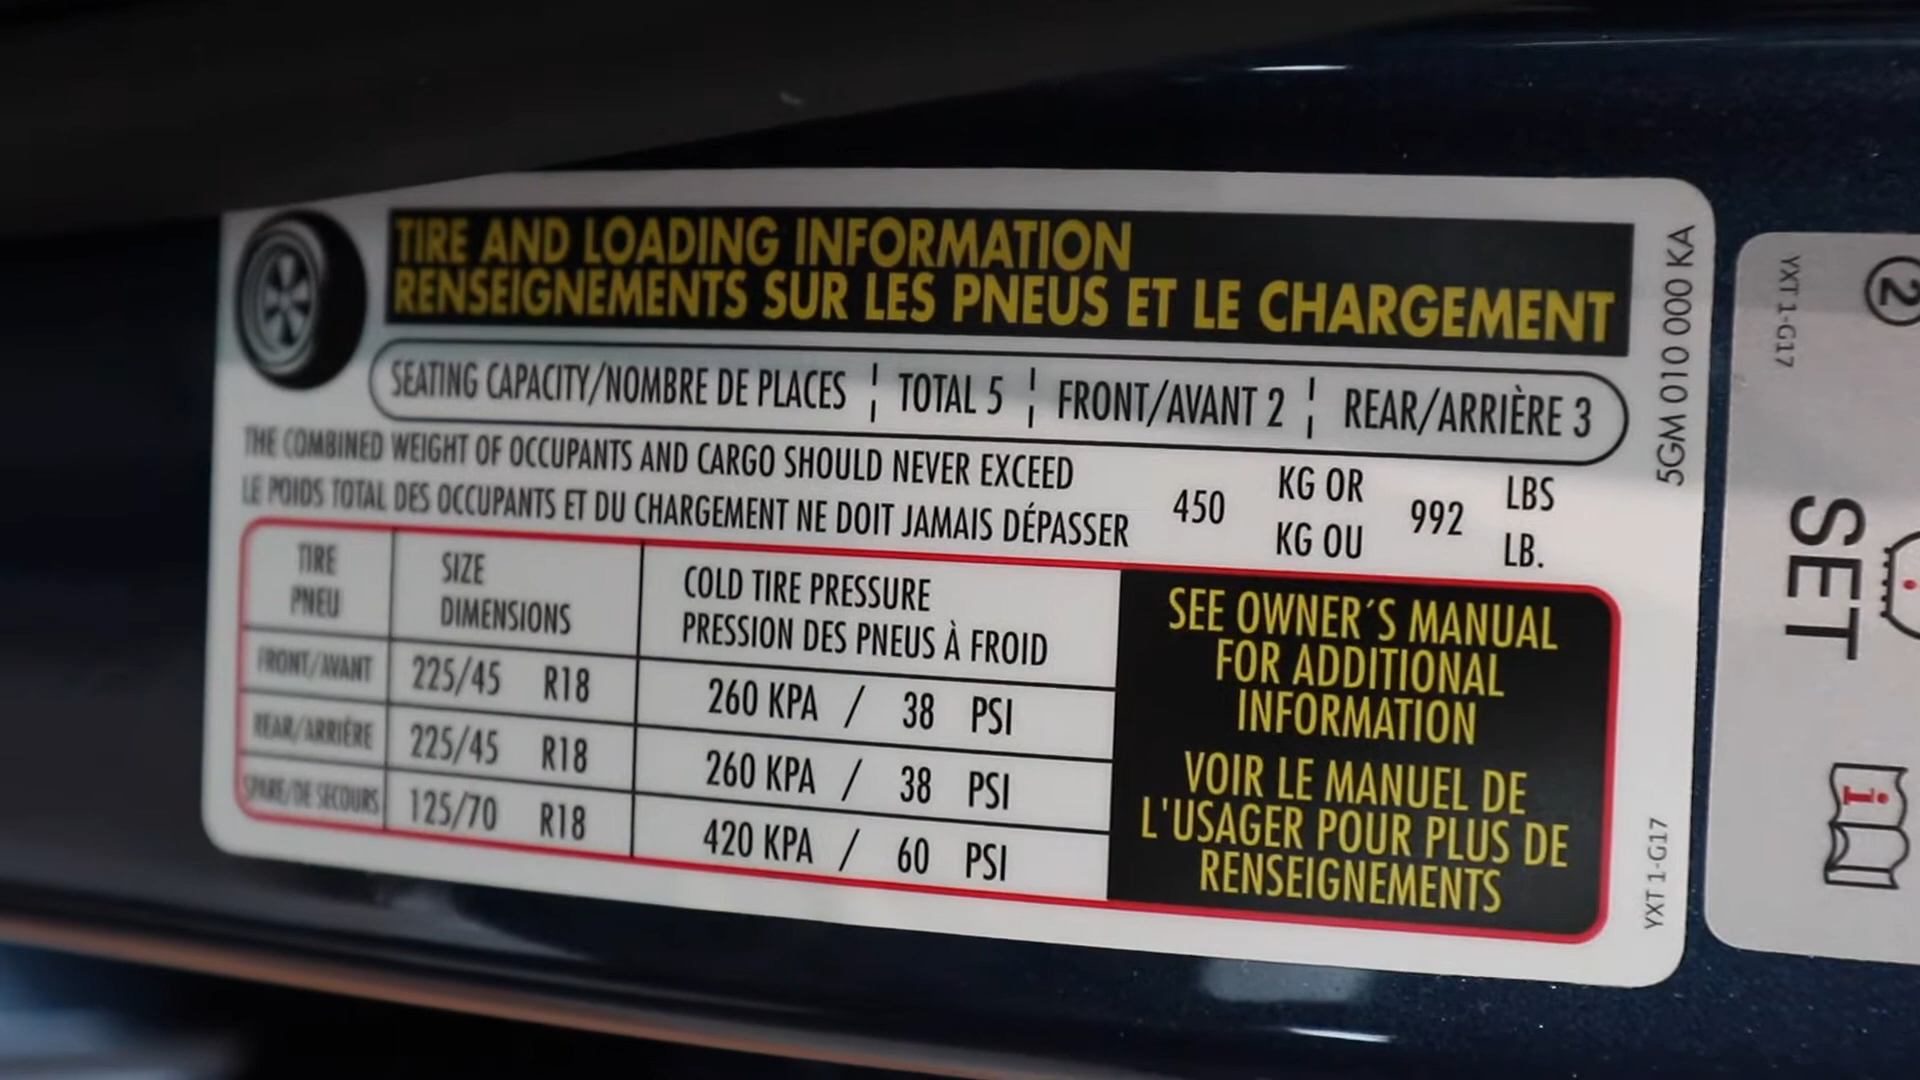 TIRE AND LOADING INFORMATION
RENSEIGNEMENTS SUR LES PNEUS ET LE CHARGEMENT
SEATING CAPACITY/NOMBRE DE PLACES ¦ TOTAL 5 ¦ FRONT/AVANT 2 ¦ REAR/ARRIÈRE 3
THE COMBINED WEIGHT OF OCCUPANTS AND CARGO SHOULD NEVER EXCEED
LE POIDS TOTAL DES OCCUPANTS ET DU CHARGEMENT NE DOIT JAMAIS DÉPASSER
450 KG OR 992 LBS
KG OU LB.
TIRE SIZE COLD TIRE PRESSURE
PNEU DIMENSIONS PRESSION DES PNEUS À FROID
FRONT/AVANT 225/45 R18 260 KPA / 38 PSI
REAR/ARRIÈRE 225/45 R18 260 KPA / 38 PSI
SPARE/DE SECOURS 125/70 R18 420 KPA / 60 PSI
SEE OWNER´S MANUAL
FOR ADDITIONAL
INFORMATION
VOIR LE MANUEL DE
L'USAGER POUR PLUS DE
RENSEIGNEMENTS
5GM 010 000 KA
YXT 1-G17
YXT 1-G17
2
SET
i